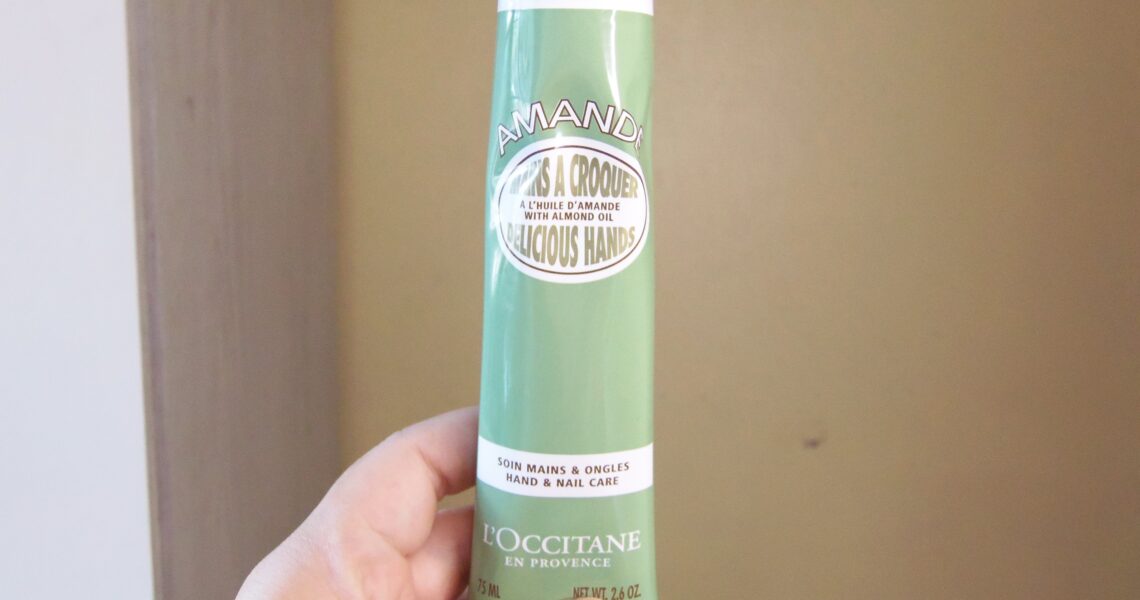 AMANDE
MAINS A CROQUER
A L'HUILE D'AMANDE
WITH ALMOND OIL
DELICIOUS HANDS
SOIN MAINS & ONGLES
HAND & NAIL CARE
L'OCCITANE
EN PROVENCE
75 ML NET WT. 2.6 OZ.